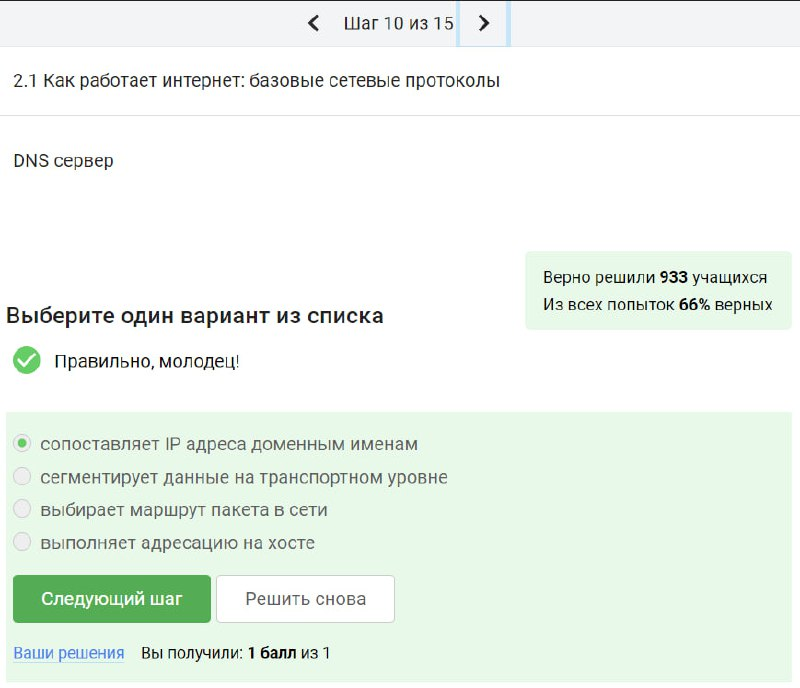 Шаг 10 из 15
2.1 Как работает интернет: базовые сетевые протоколы
DNS сервер
Верно решили 933 учащихся
Из всех попыток 66% верных
Выберите один вариант из списка
Правильно, молодец!
сопоставляет IP адреса доменным именам
сегментирует данные на транспортном уровне
выбирает маршрут пакета в сети
выполняет адресацию на хосте
Следующий шаг Решить снова
Ваши решения Вы получили: 1 балл из 1